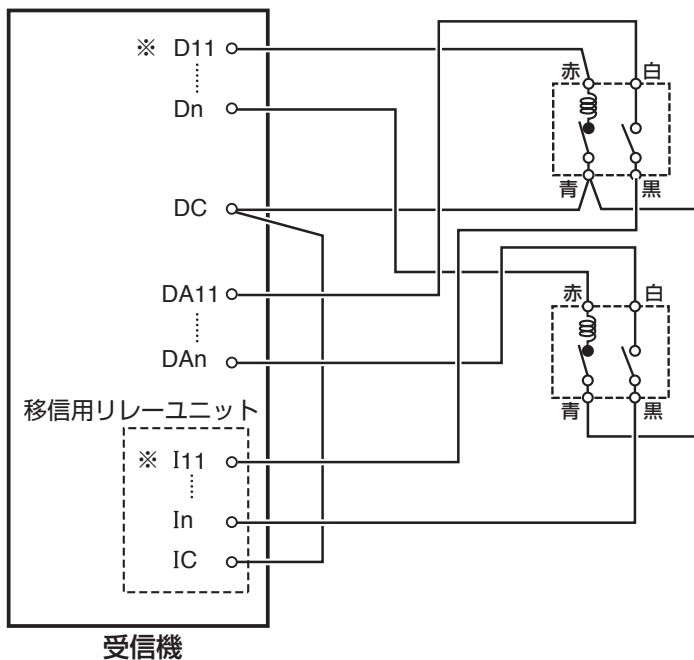 ※ D11
Dn
DC
DA11
DAn
移信用リレーユニット
※ I11
In
IC
受信機
赤
白
青
黒
赤
白
青
黒